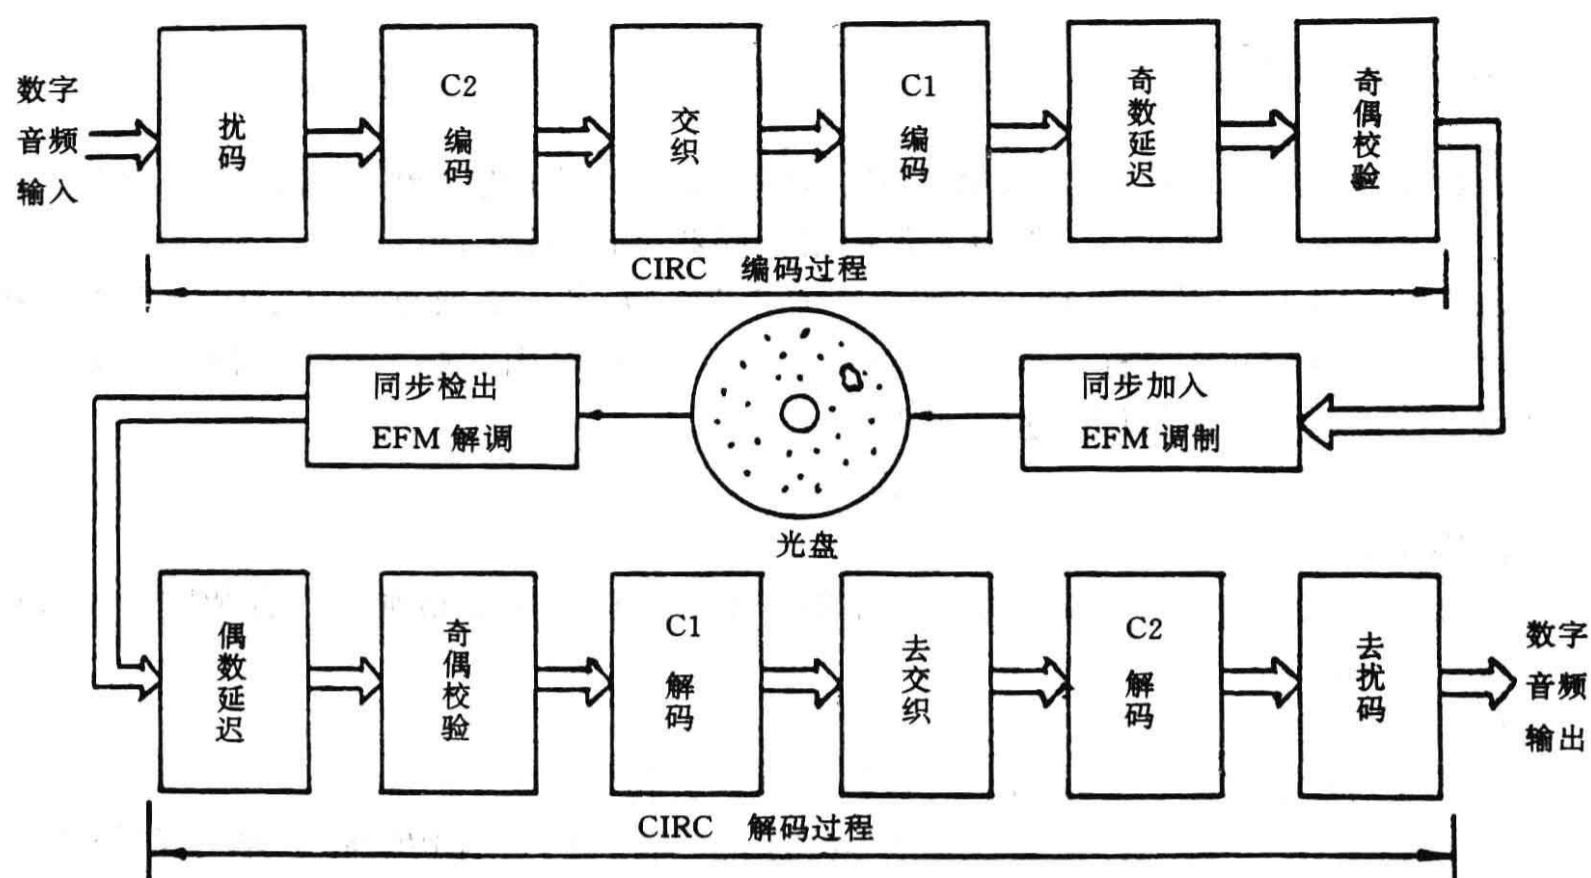 数字
音频
输入
扰码
C2
编码
交织
C1
编码
奇数延迟
奇偶校验
CIRC 编码过程
同步检出
EFM 解调
同步加入
EFM 调制
光盘
偶数延迟
奇偶校验
C1
解码
去交织
C2
解码
去扰码
数字
音频
输出
CIRC 解码过程